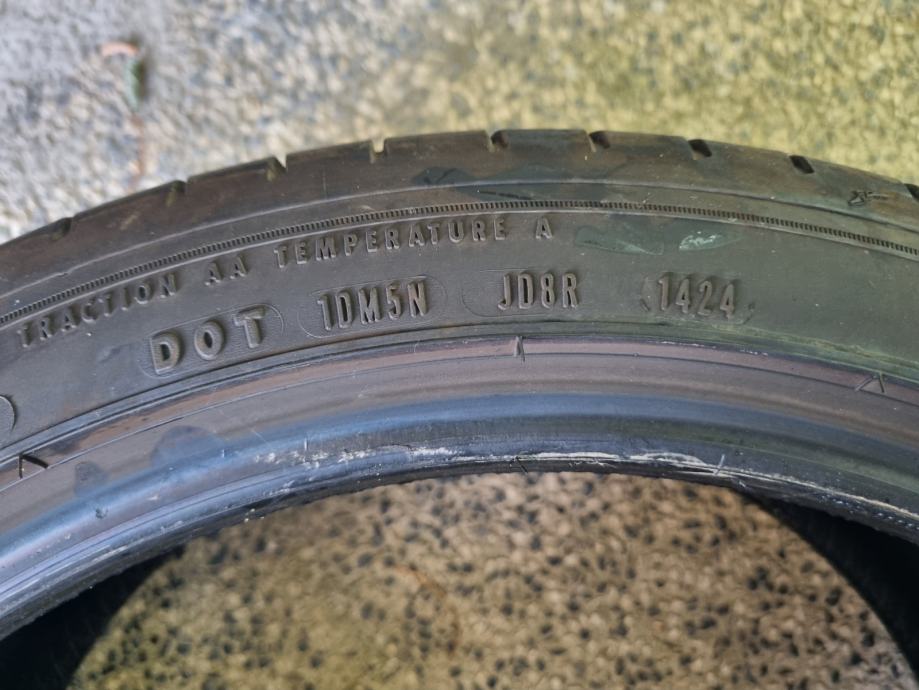 TRACTION AA TEMPERATURE A
DOT 1DM5N JD8R 1424